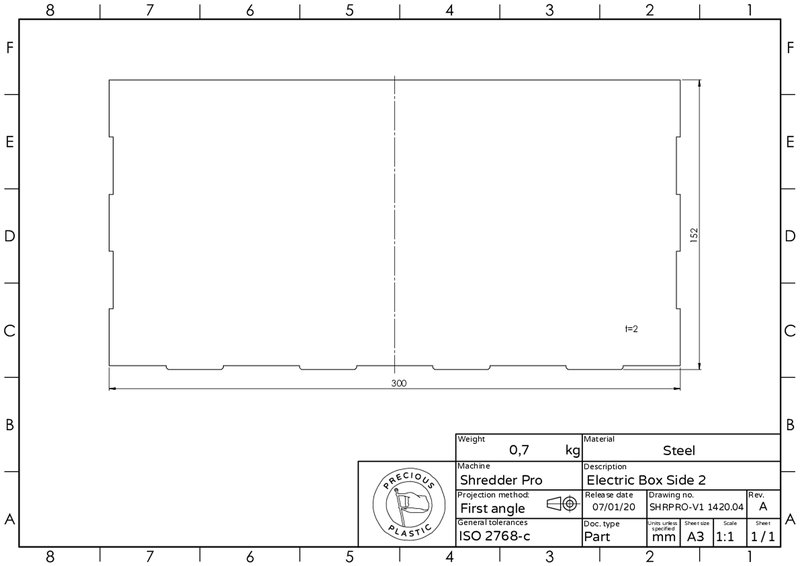 8 7 6 5 4 3 2 1
F F
E E
152
D D
t=2
C C
300
B B
Weight
0,7 kg
Material
Steel
Machine
Shredder Pro
Description
Electric Box Side 2
PRECIOUS
PLASTIC
Projection method:
First angle
Release date
07/01/20
Drawing no.
SHRPRO-V1 1420.04
Rev.
A
A A
General tolerances
ISO 2768-c
Doc. type
Part
Units unless
specified
mm
Sheet size
A3
Scale
1:1
Sheet
1 / 1
8 7 6 5 4 3 2 1